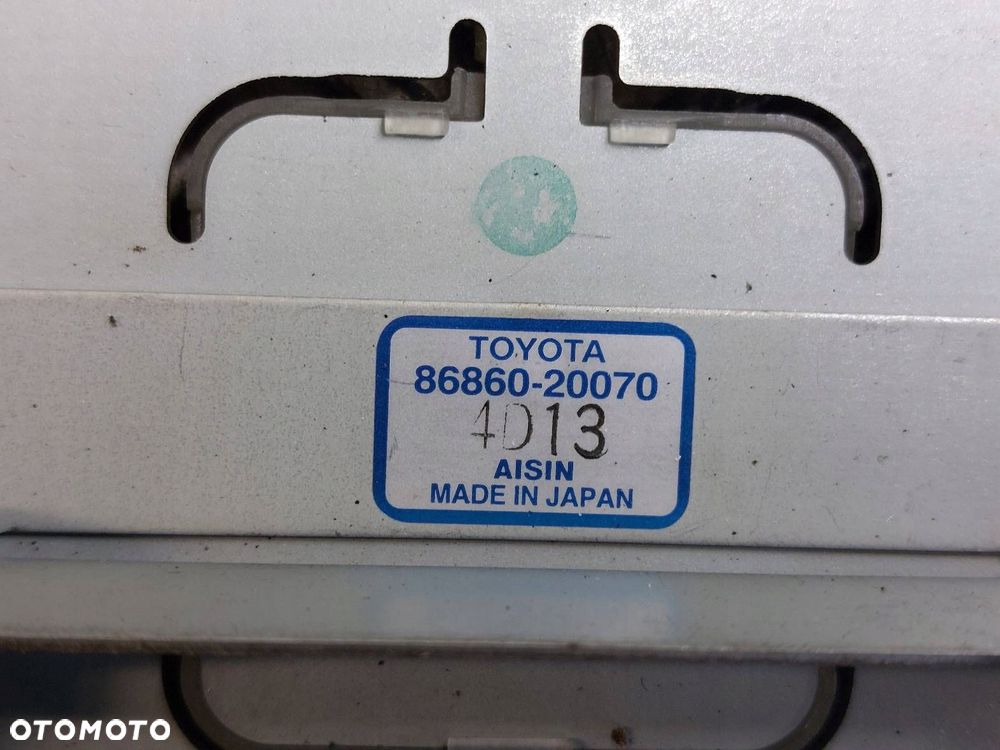 TOYOTA
86860-20070
4D13
AISIN
MADE IN JAPAN
OTOMOTO